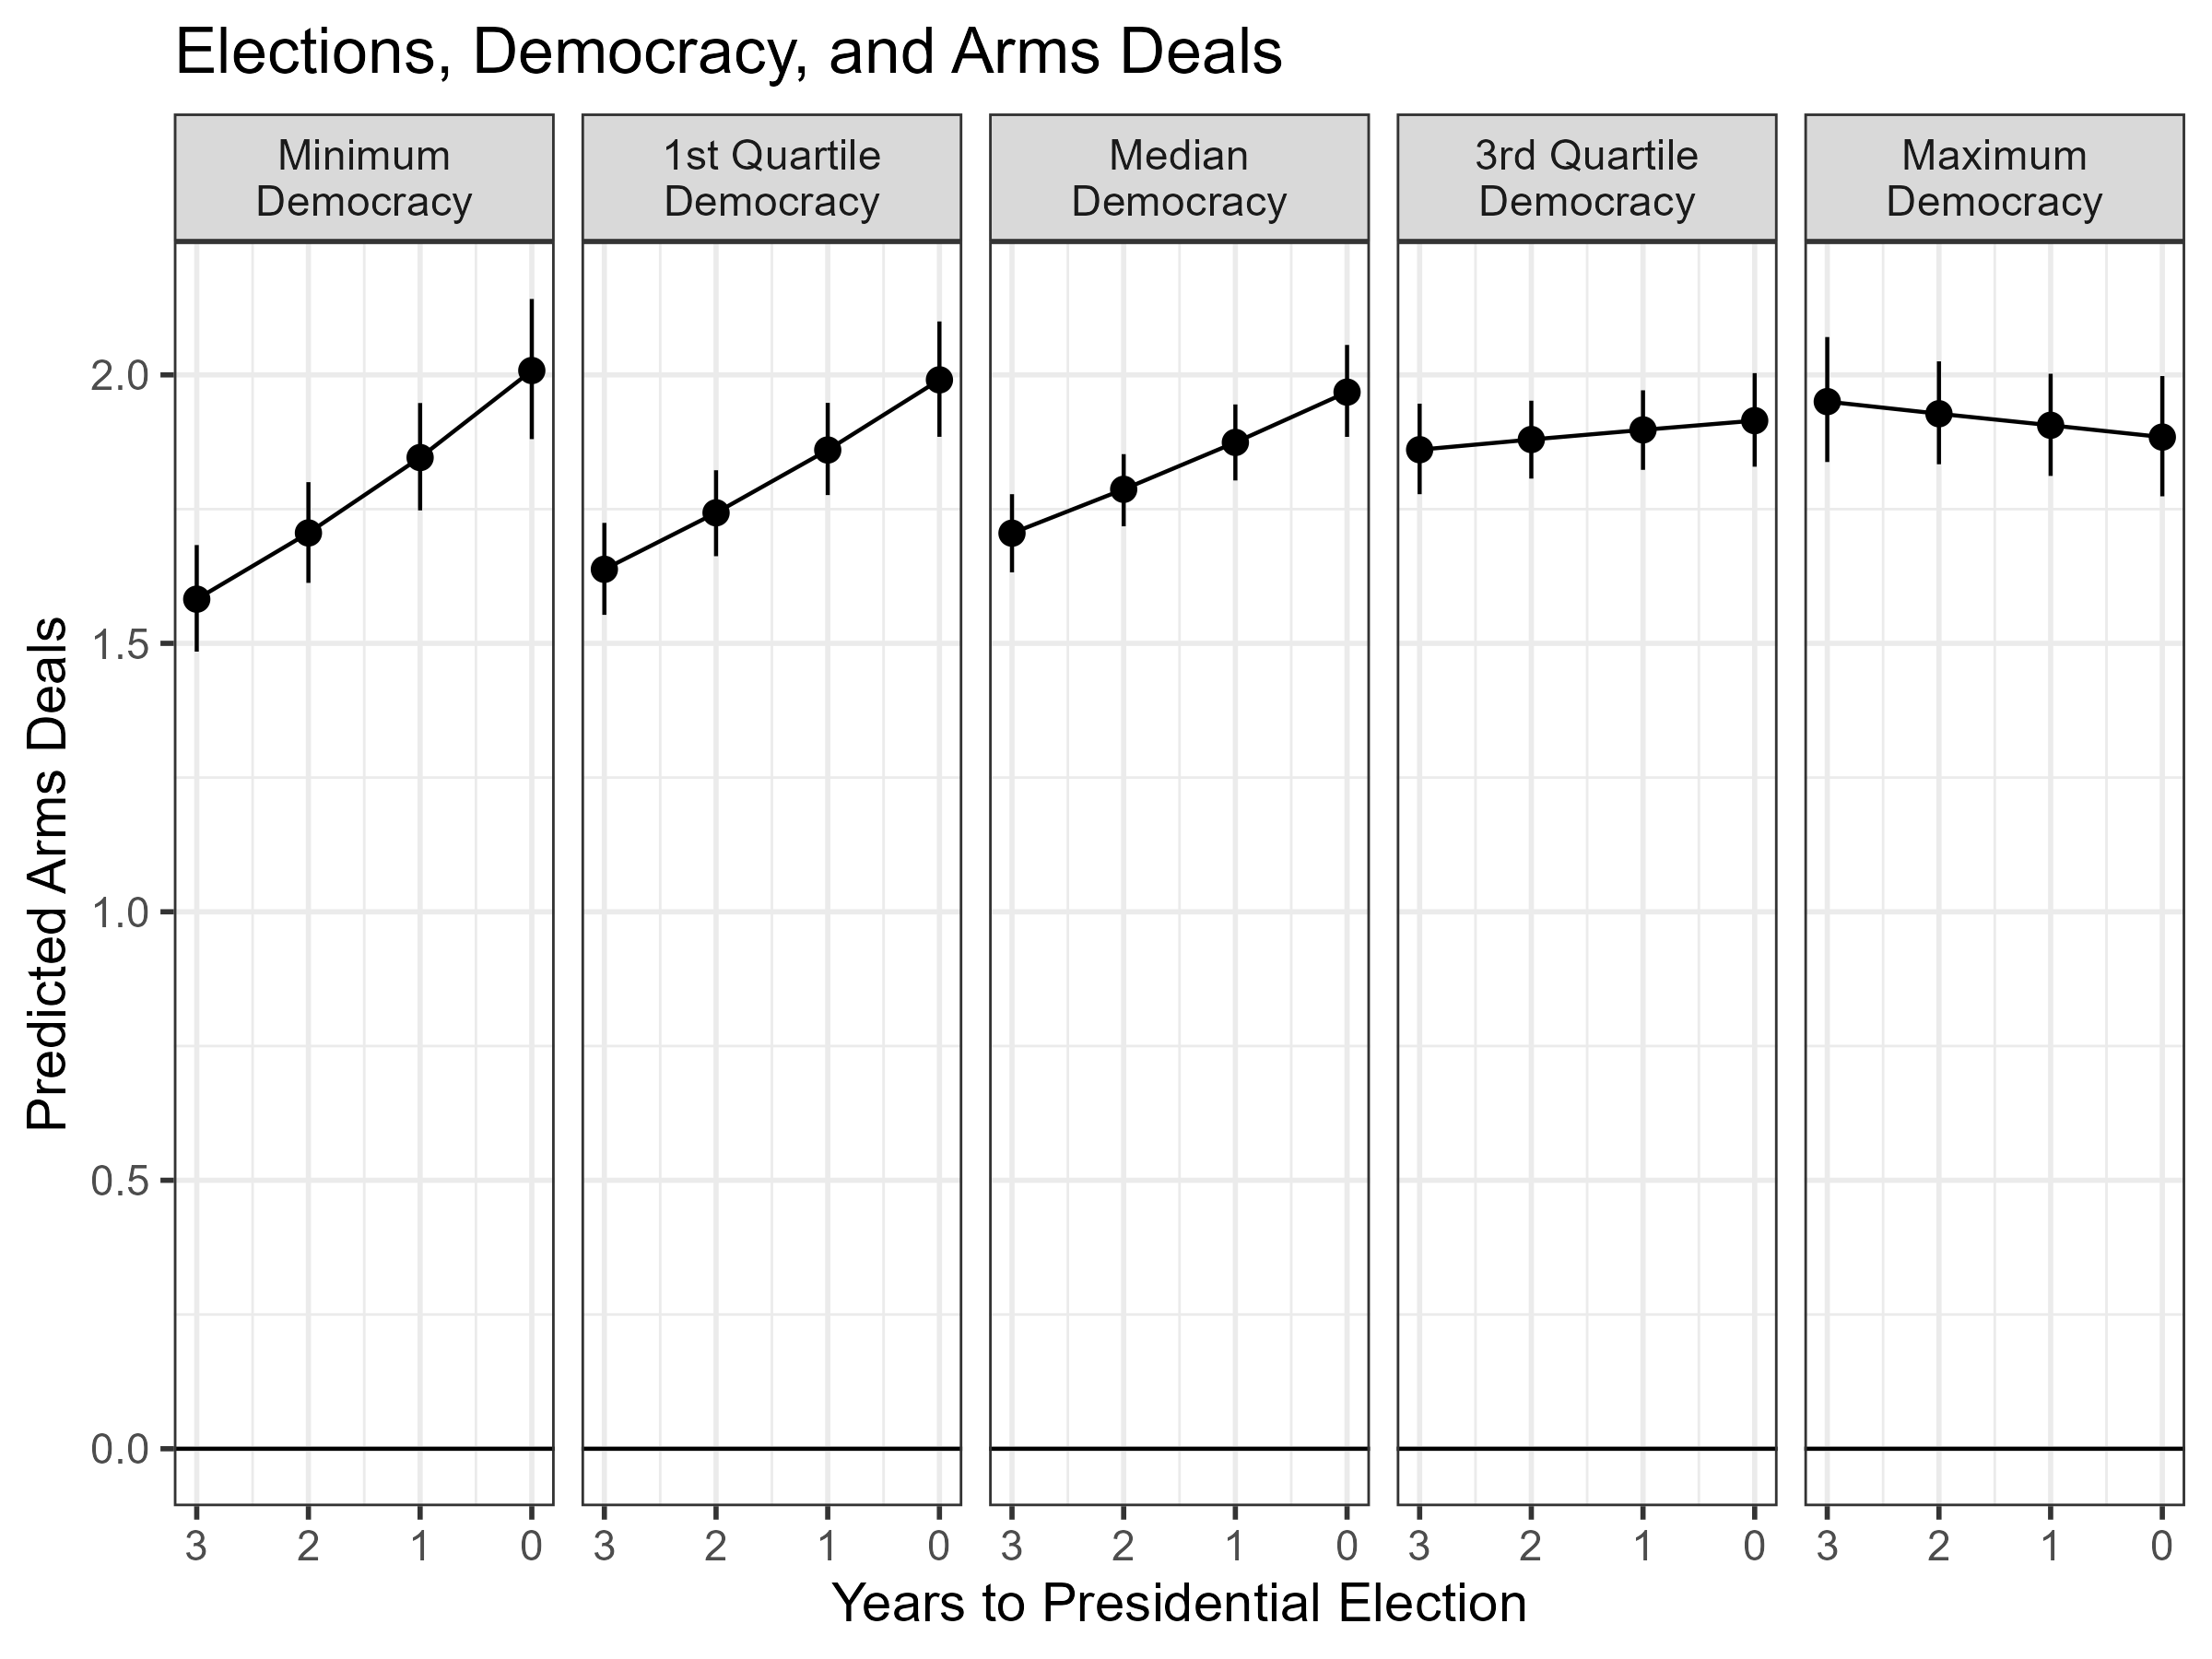 Elections, Democracy, and Arms Deals
Minimum
Democracy
1st Quartile
Democracy
Median
Democracy
3rd Quartile
Democracy
Maximum
Democracy
Predicted Arms Deals
2.0
1.5
1.0
0.5
0.0
3 2 1 0
3 2 1 0
3 2 1 0
3 2 1 0
3 2 1 0
Years to Presidential Election